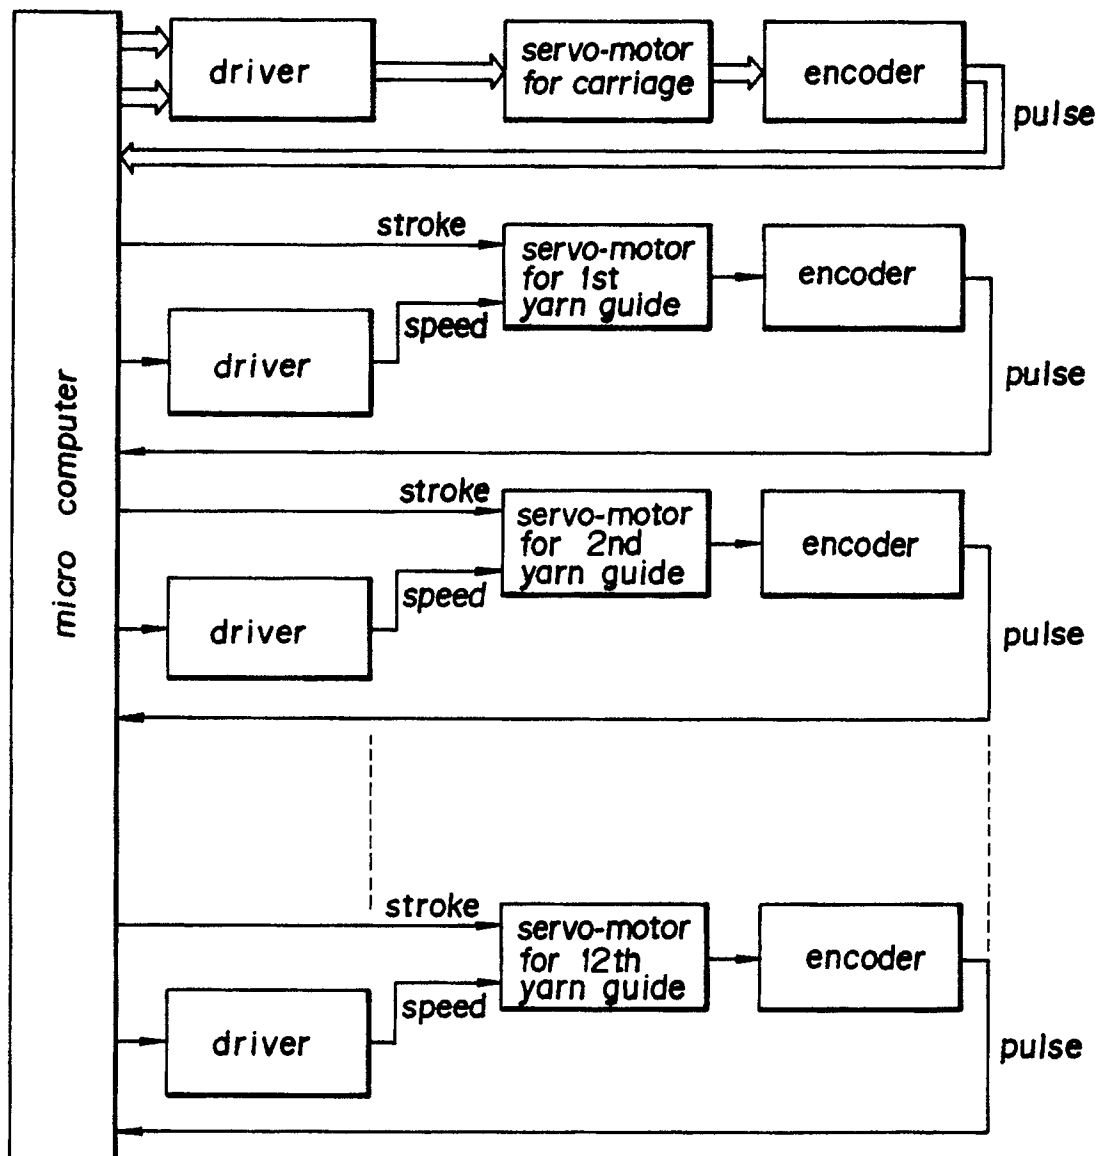 micro computer
driver
servo-motor
for carriage
encoder
pulse
stroke
servo-motor
for 1st
yarn guide
encoder
speed
driver
pulse
stroke
servo-motor
for 2nd
yarn guide
encoder
speed
driver
pulse
stroke
servo-motor
for 12th
yarn guide
encoder
speed
driver
pulse